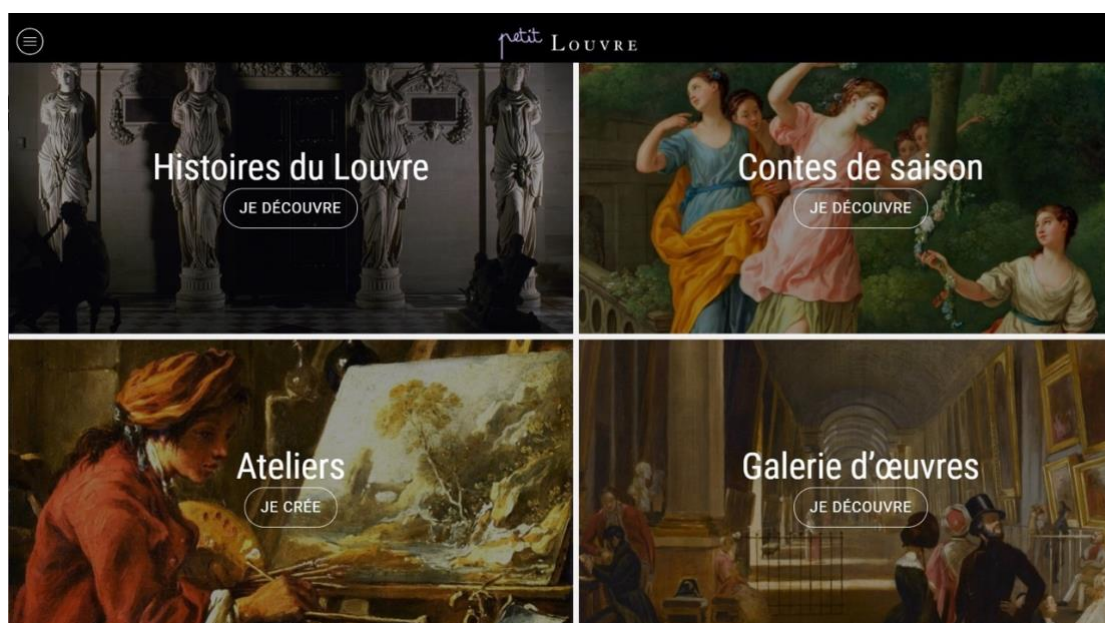 petit LOUVRE
Histoires du Louvre
JE DÉCOUVRE
Contes de saison
JE DÉCOUVRE
Ateliers
JE CRÉE
Galerie d’œuvres
JE DÉCOUVRE